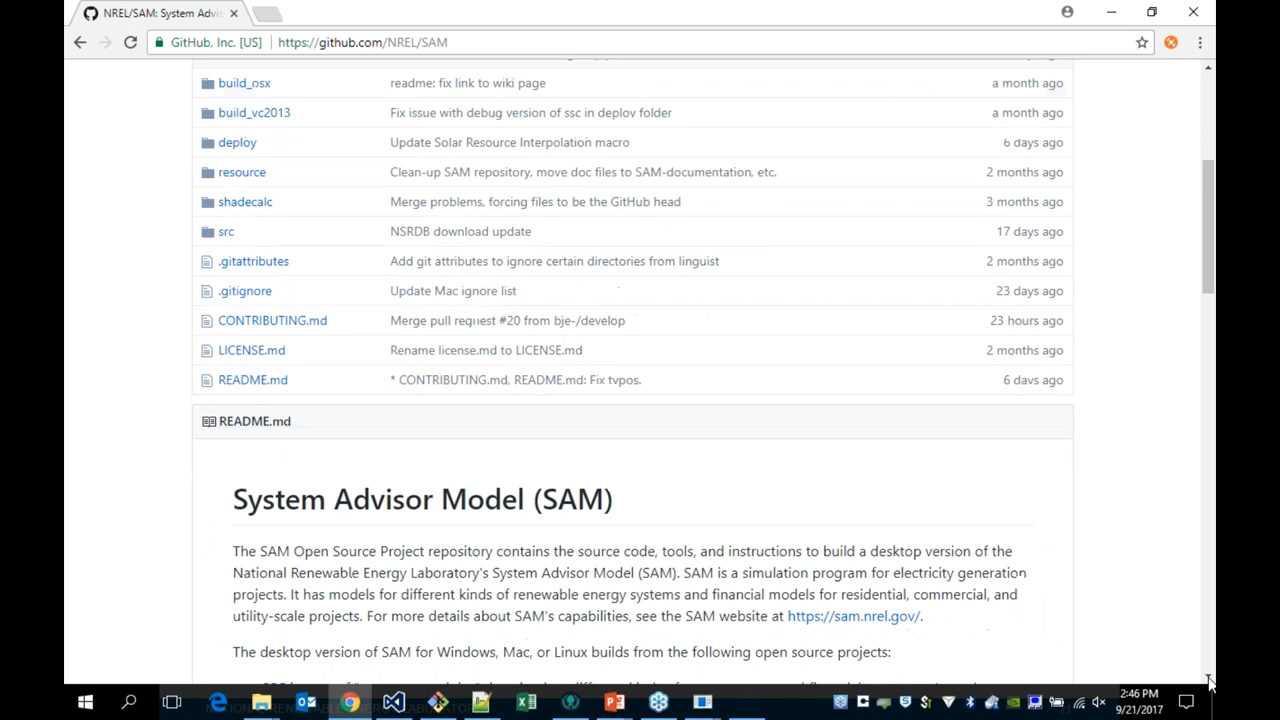 NREL/SAM: System Advis
GitHub, Inc. [US] https://github.com/NREL/SAM
build_osx readme: fix link to wiki page a month ago
build_vc2013 Fix issue with debug version of ssc in deploy folder a month ago
deploy Update Solar Resource Interpolation macro 6 days ago
resource Clean-up SAM repository, move doc files to SAM-documentation, etc. 2 months ago
shadecalc Merge problems, forcing files to be the GitHub head 3 months ago
src NSRDB download update 17 days ago
.gitattributes Add git attributes to ignore certain directories from linguist 2 months ago
.gitignore Update Mac ignore list 23 days ago
CONTRIBUTING.md Merge pull request #20 from bje-/develop 23 hours ago
LICENSE.md Rename license.md to LICENSE.md 2 months ago
README.md * CONTRIBUTING.md, README.md: Fix typos. 6 days ago
README.md
System Advisor Model (SAM)
The SAM Open Source Project repository contains the source code, tools, and instructions to build a desktop version of the
National Renewable Energy Laboratory's System Advisor Model (SAM). SAM is a simulation program for electricity generation
projects. It has models for different kinds of renewable energy systems and financial models for residential, commercial, and
utility-scale projects. For more details about SAM's capabilities, see the SAM website at https://sam.nrel.gov/.
The desktop version of SAM for Windows, Mac, or Linux builds from the following open source projects:
2:46 PM
9/21/2017